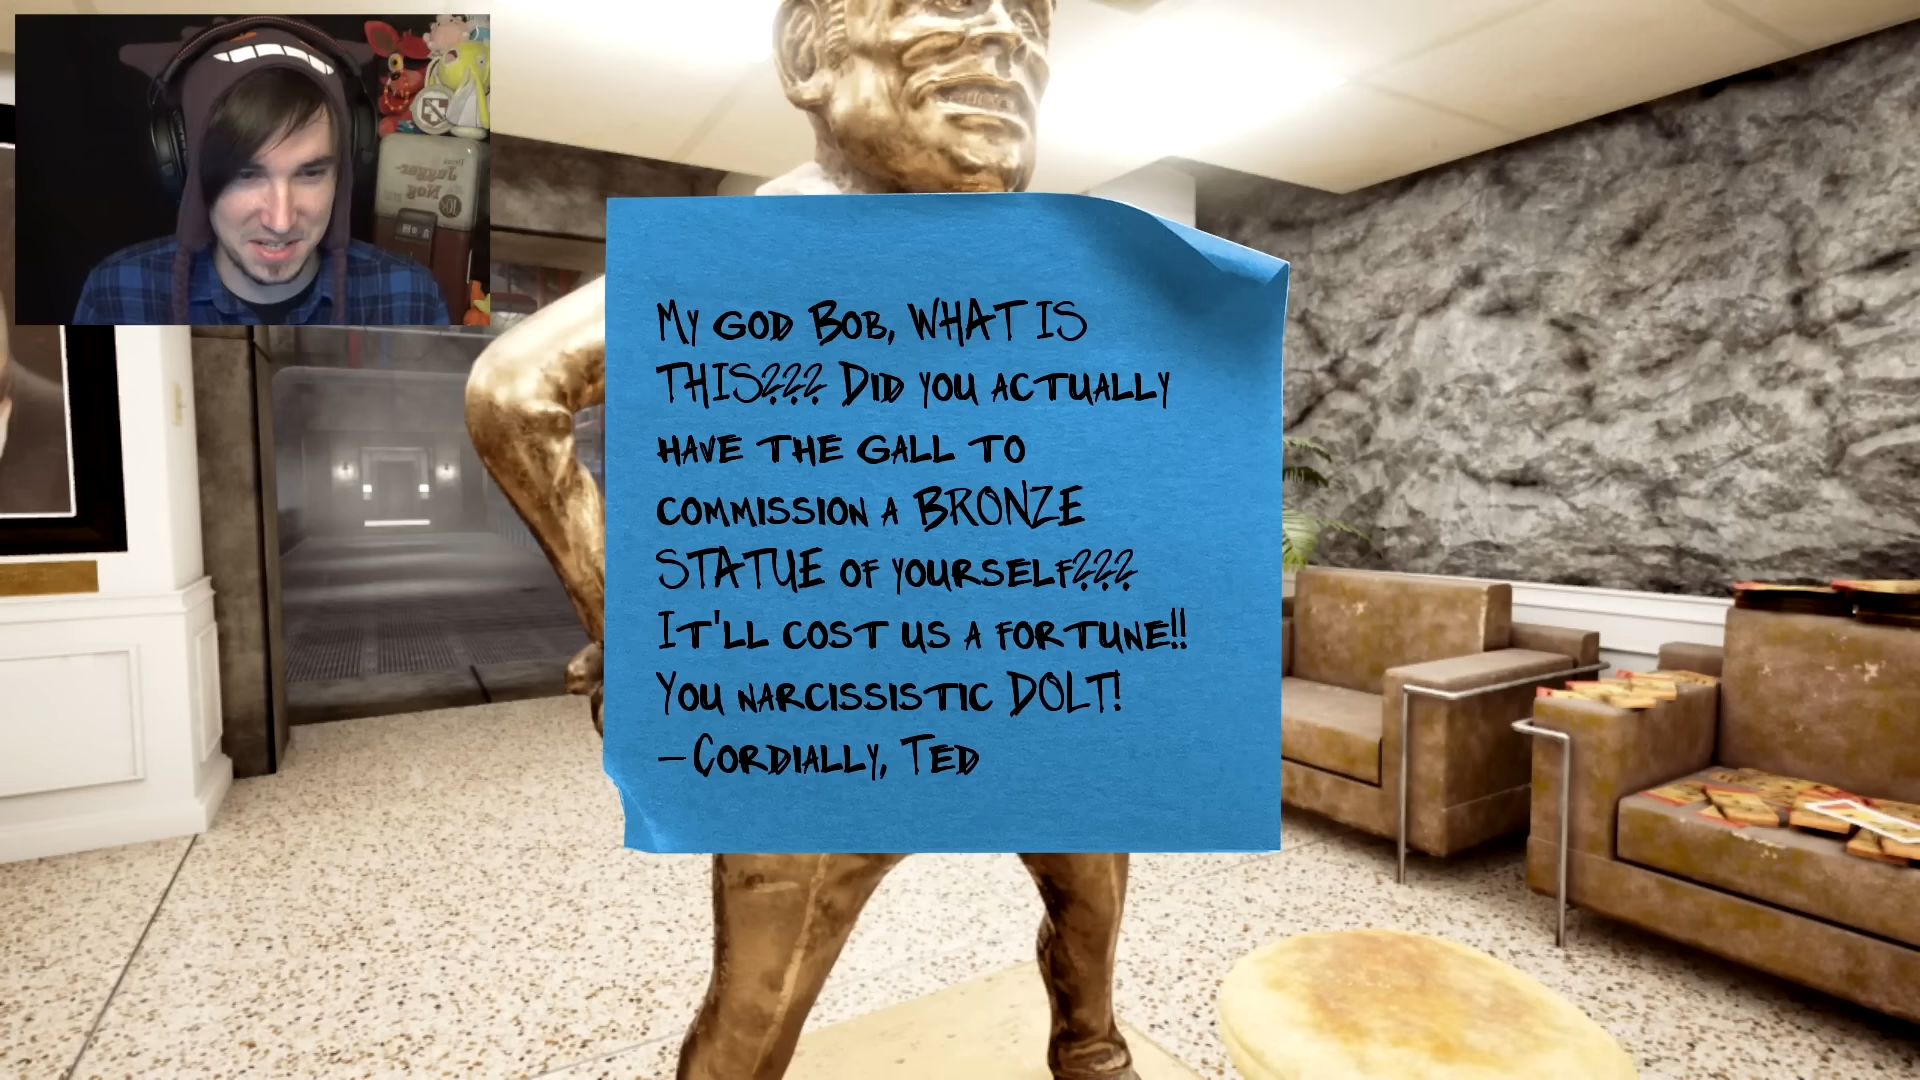 My god Bob, WHAT IS
THIS??? Did you actually
have the gall to
commission a BRONZE
STATUE of yourself???
It'll cost us a fortune!!
You narcissistic DOLT!
–Cordially, Ted